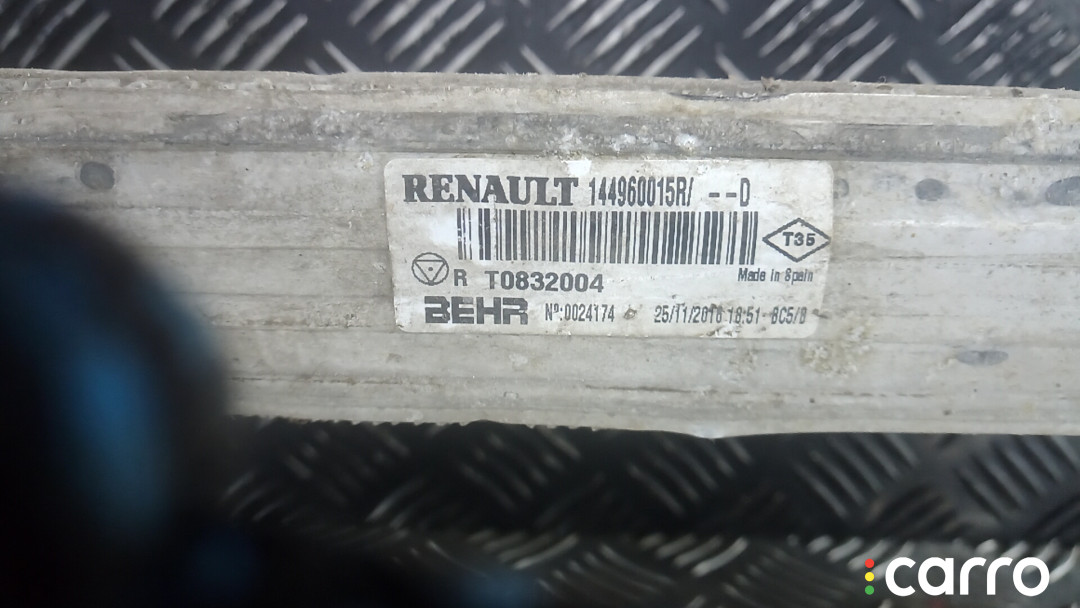 RENAULT 144960015R/ --D
T35
Made in Spain
R T0832004
BEHR Nº:0024174 25/11/2016 18:51 8C5/8
carro